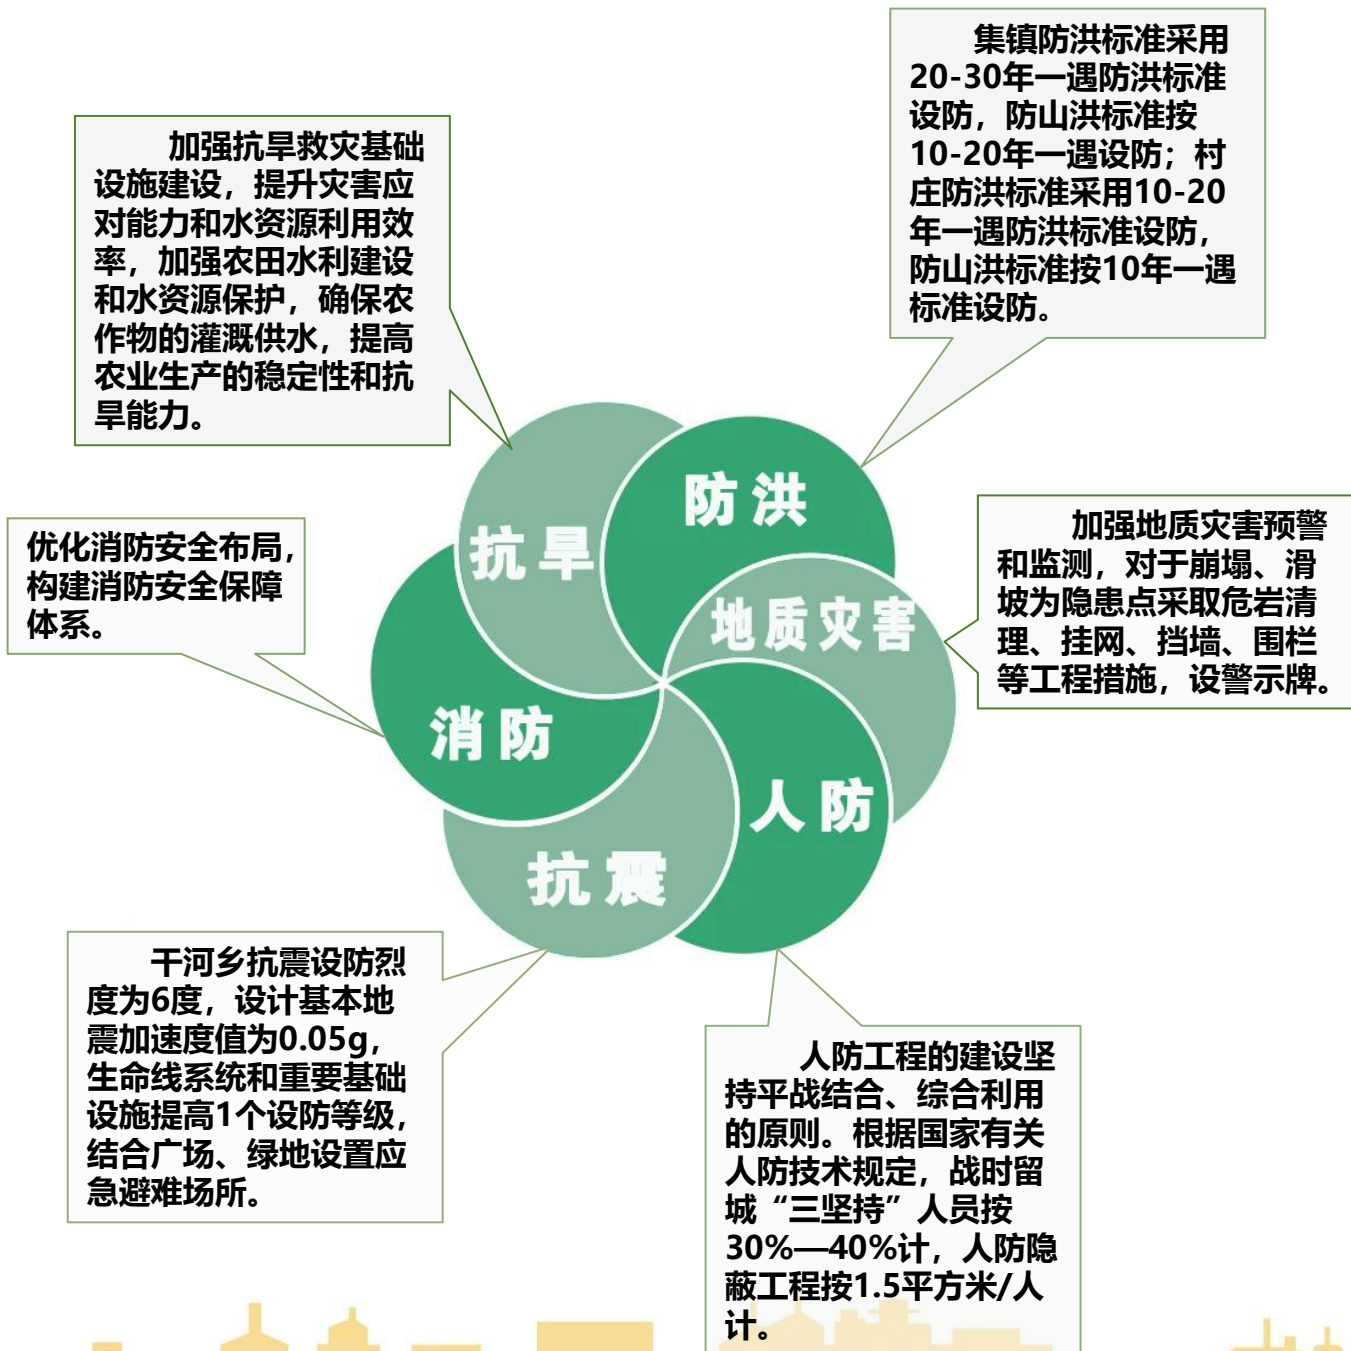 集镇防洪标准采用
20-30年一遇防洪标准
设防，防山洪标准按
10-20年一遇设防；村
庄防洪标准采用10-20
年一遇防洪标准设防，
防山洪标准按10年一遇
标准设防。
加强抗旱救灾基础
设施建设，提升灾害应
对能力和水资源利用效
率，加强农田水利建设
和水资源保护，确保农
作物的灌溉供水，提高
农业生产的稳定性和抗
旱能力。
防洪
抗旱
地质灾害
消防
人防
抗震
加强地质灾害预警
和监测，对于崩塌、滑
坡为隐患点采取危岩清
理、挂网、挡墙、围栏
等工程措施，设警示牌。
优化消防安全布局，
构建消防安全保障
体系。
干河乡抗震设防烈
度为6度，设计基本地
震加速度值为0.05g，
生命线系统和重要基础
设施提高1个设防等级，
结合广场、绿地设置应
急避难场所。
人防工程的建设坚
持平战结合、综合利用
的原则。根据国家有关
人防技术规定，战时留
城“三坚持”人员按
30%—40%计，人防隐
蔽工程按1.5平方米/人
计。